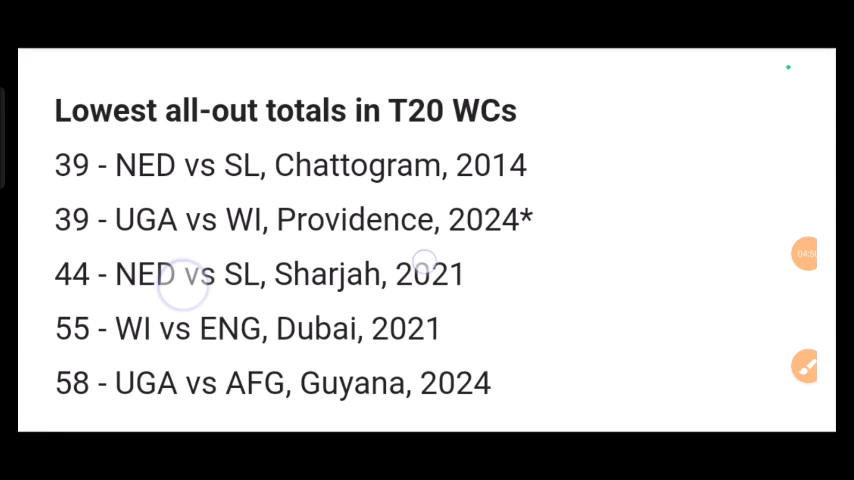 Lowest all-out totals in T20 WCs
39 - NED vs SL, Chattogram, 2014
39 - UGA vs WI, Providence, 2024*
44 - NED vs SL, Sharjah, 2021
55 - WI vs ENG, Dubai, 2021
58 - UGA vs AFG, Guyana, 2024